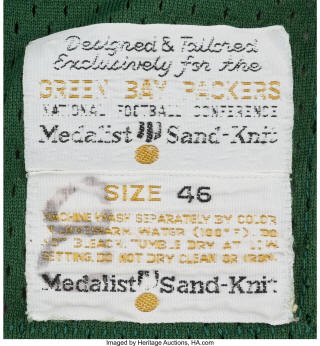 Designed & Tailored
Exclusively for the
GREEN BAY PACKERS
NATIONAL FOOTBALL CONFERENCE
Medalist Sand-Knit
SIZE 46
MACHINE WASH SEPARATELY BY COLOR
WARM WATER (100°F). DO
NOT BLEACH. TUMBLE DRY AT LOW
SETTING. DO NOT DRY CLEAN OR IRON.
Medalist Sand-Knit
Imaged by Heritage Auctions, HA.com